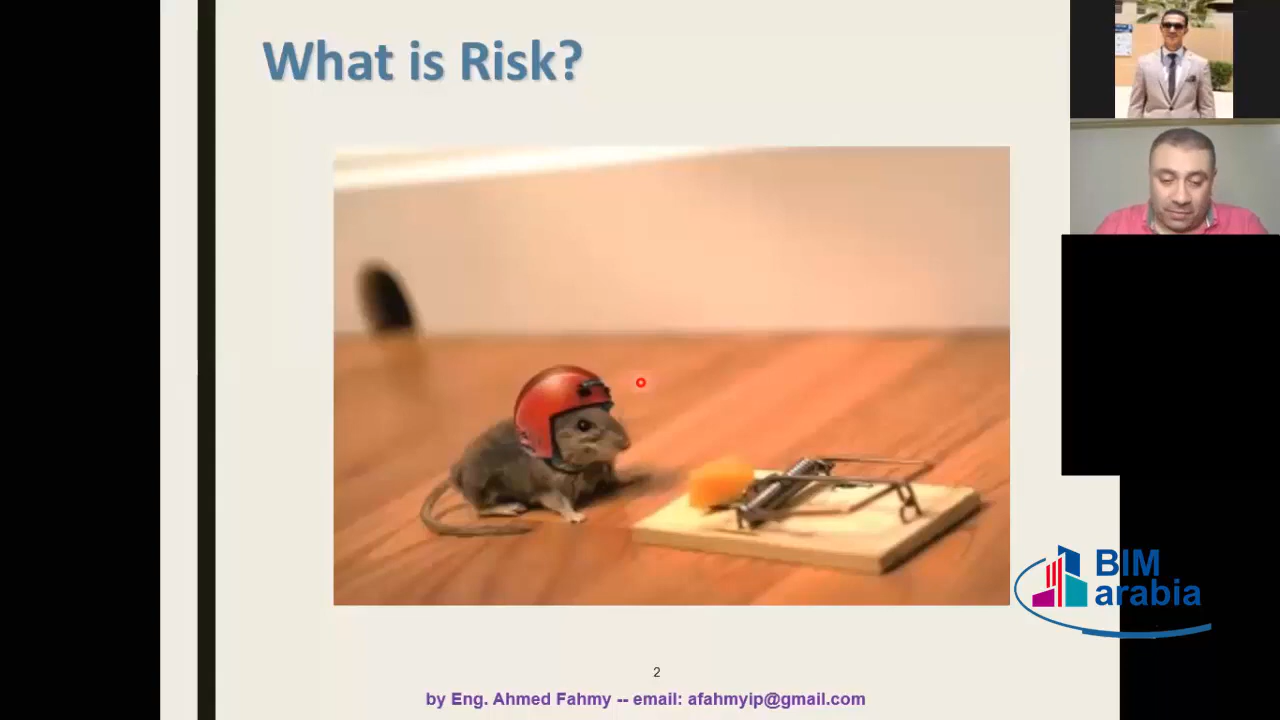 What is Risk?
BIM
arabia
2
by Eng. Ahmed Fahmy -- email: afahmyip@gmail.com